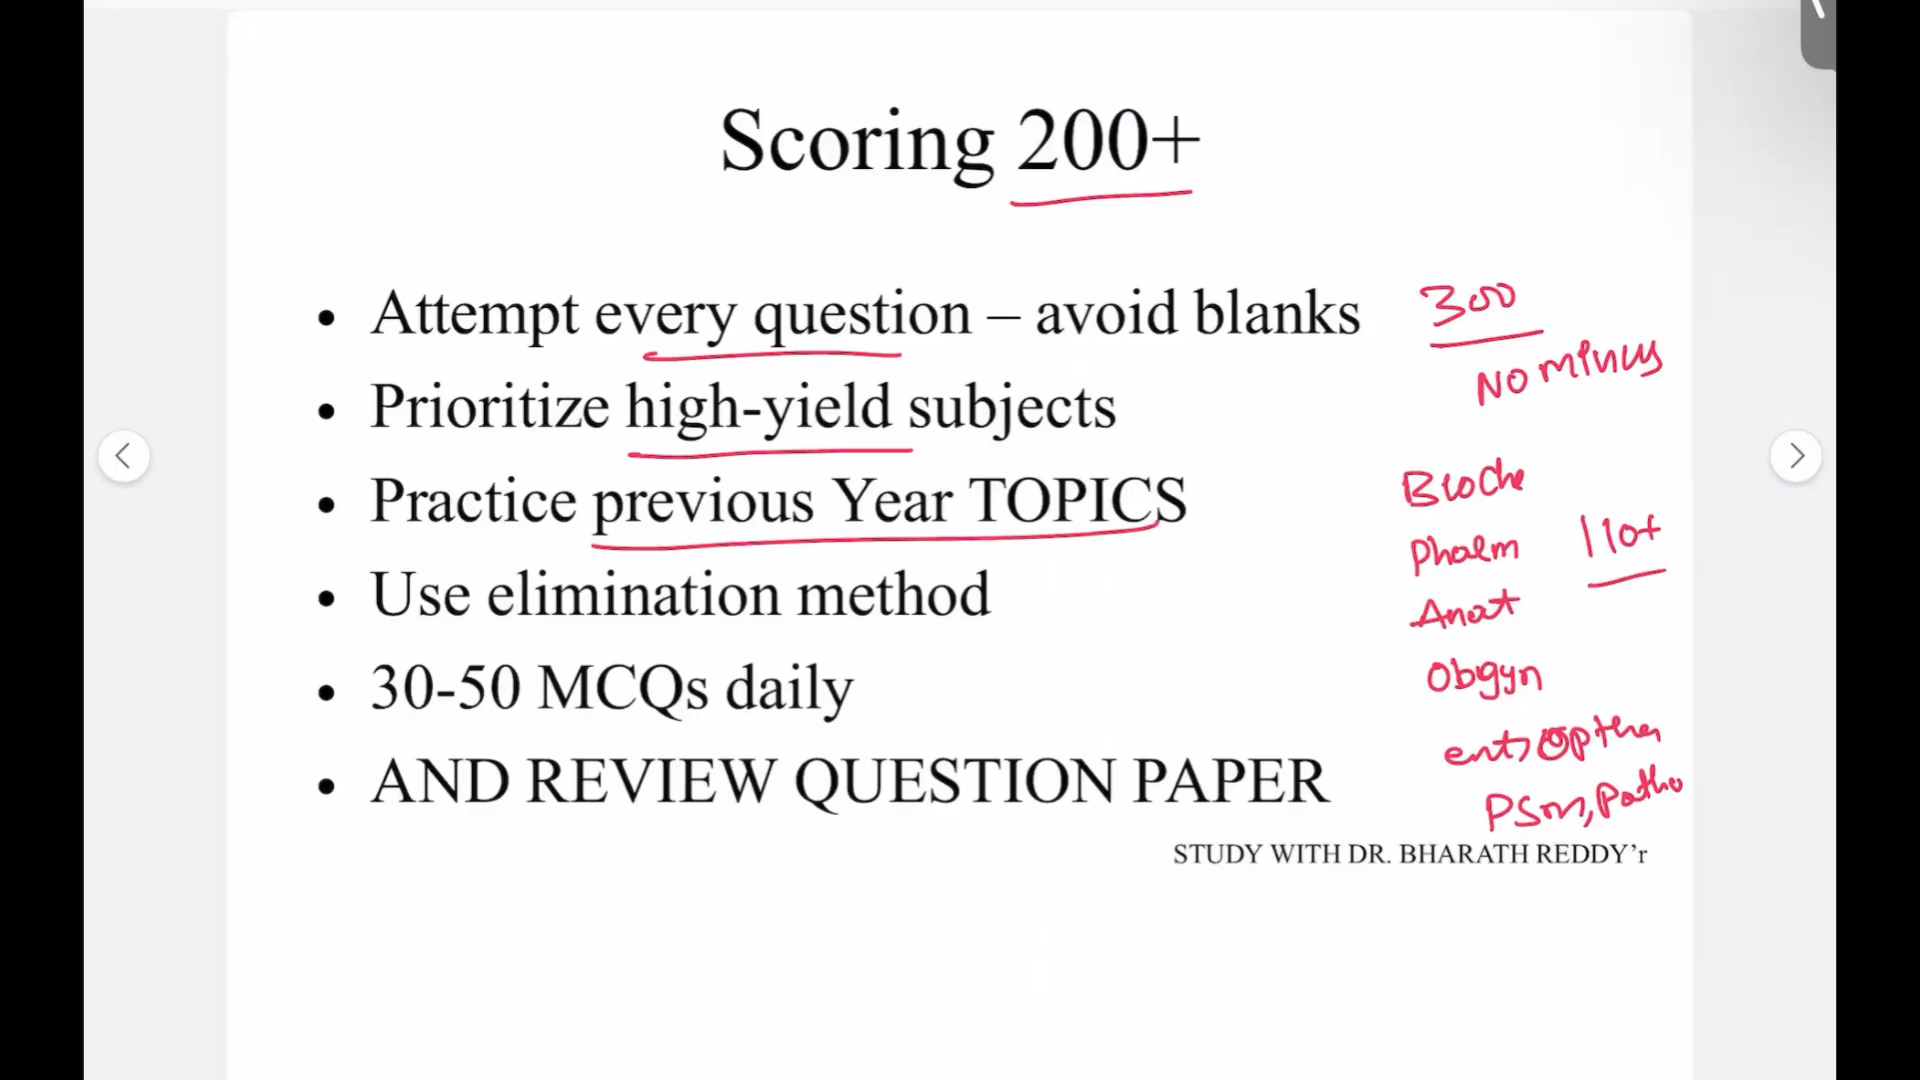 Scoring 200+
• Attempt every question – avoid blanks
300
No minus
• Prioritize high-yield subjects
• Practice previous Year TOPICS
• Use elimination method
• 30-50 MCQs daily
• AND REVIEW QUESTION PAPER
Bioche
Pharm
110+
Anat
Obgyn
ent, Optha
PSm, Patho
STUDY WITH DR. BHARATH REDDY’r